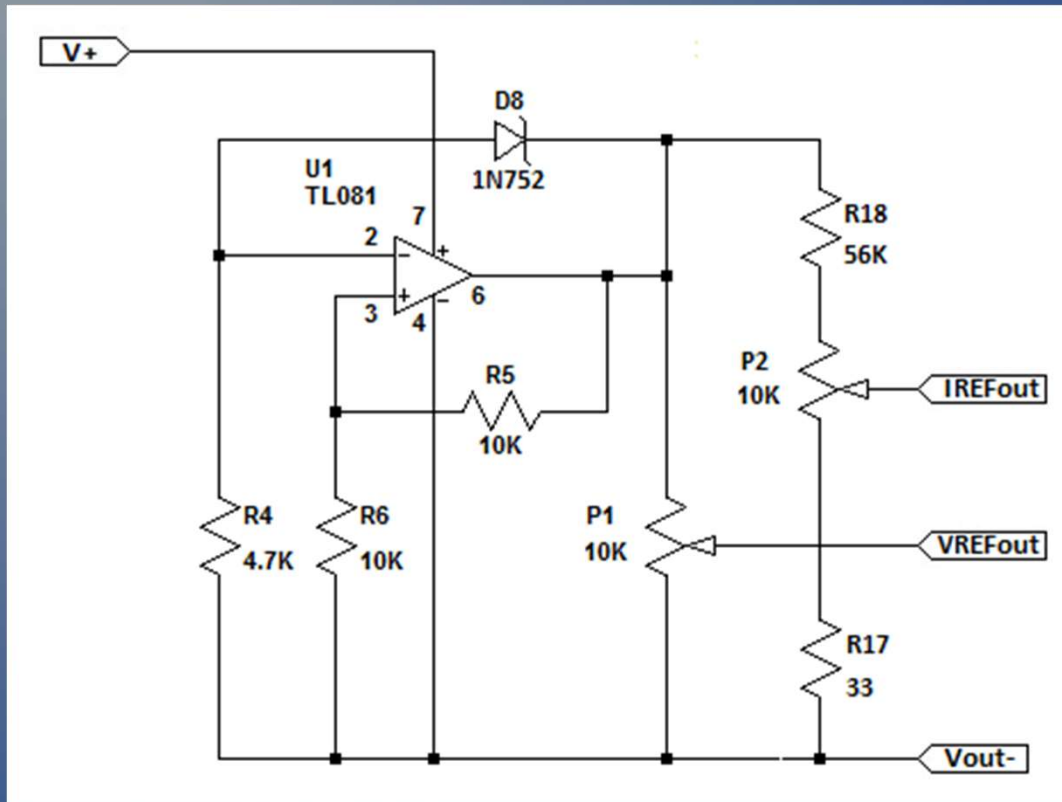 V+
D8
1N752
U1
TL081
7
2
-
+
+
3
4
-
6
R18
56K
P2
10K
IREFout
R5
10K
R4
4.7K
R6
10K
P1
10K
VREFout
R17
33
Vout-